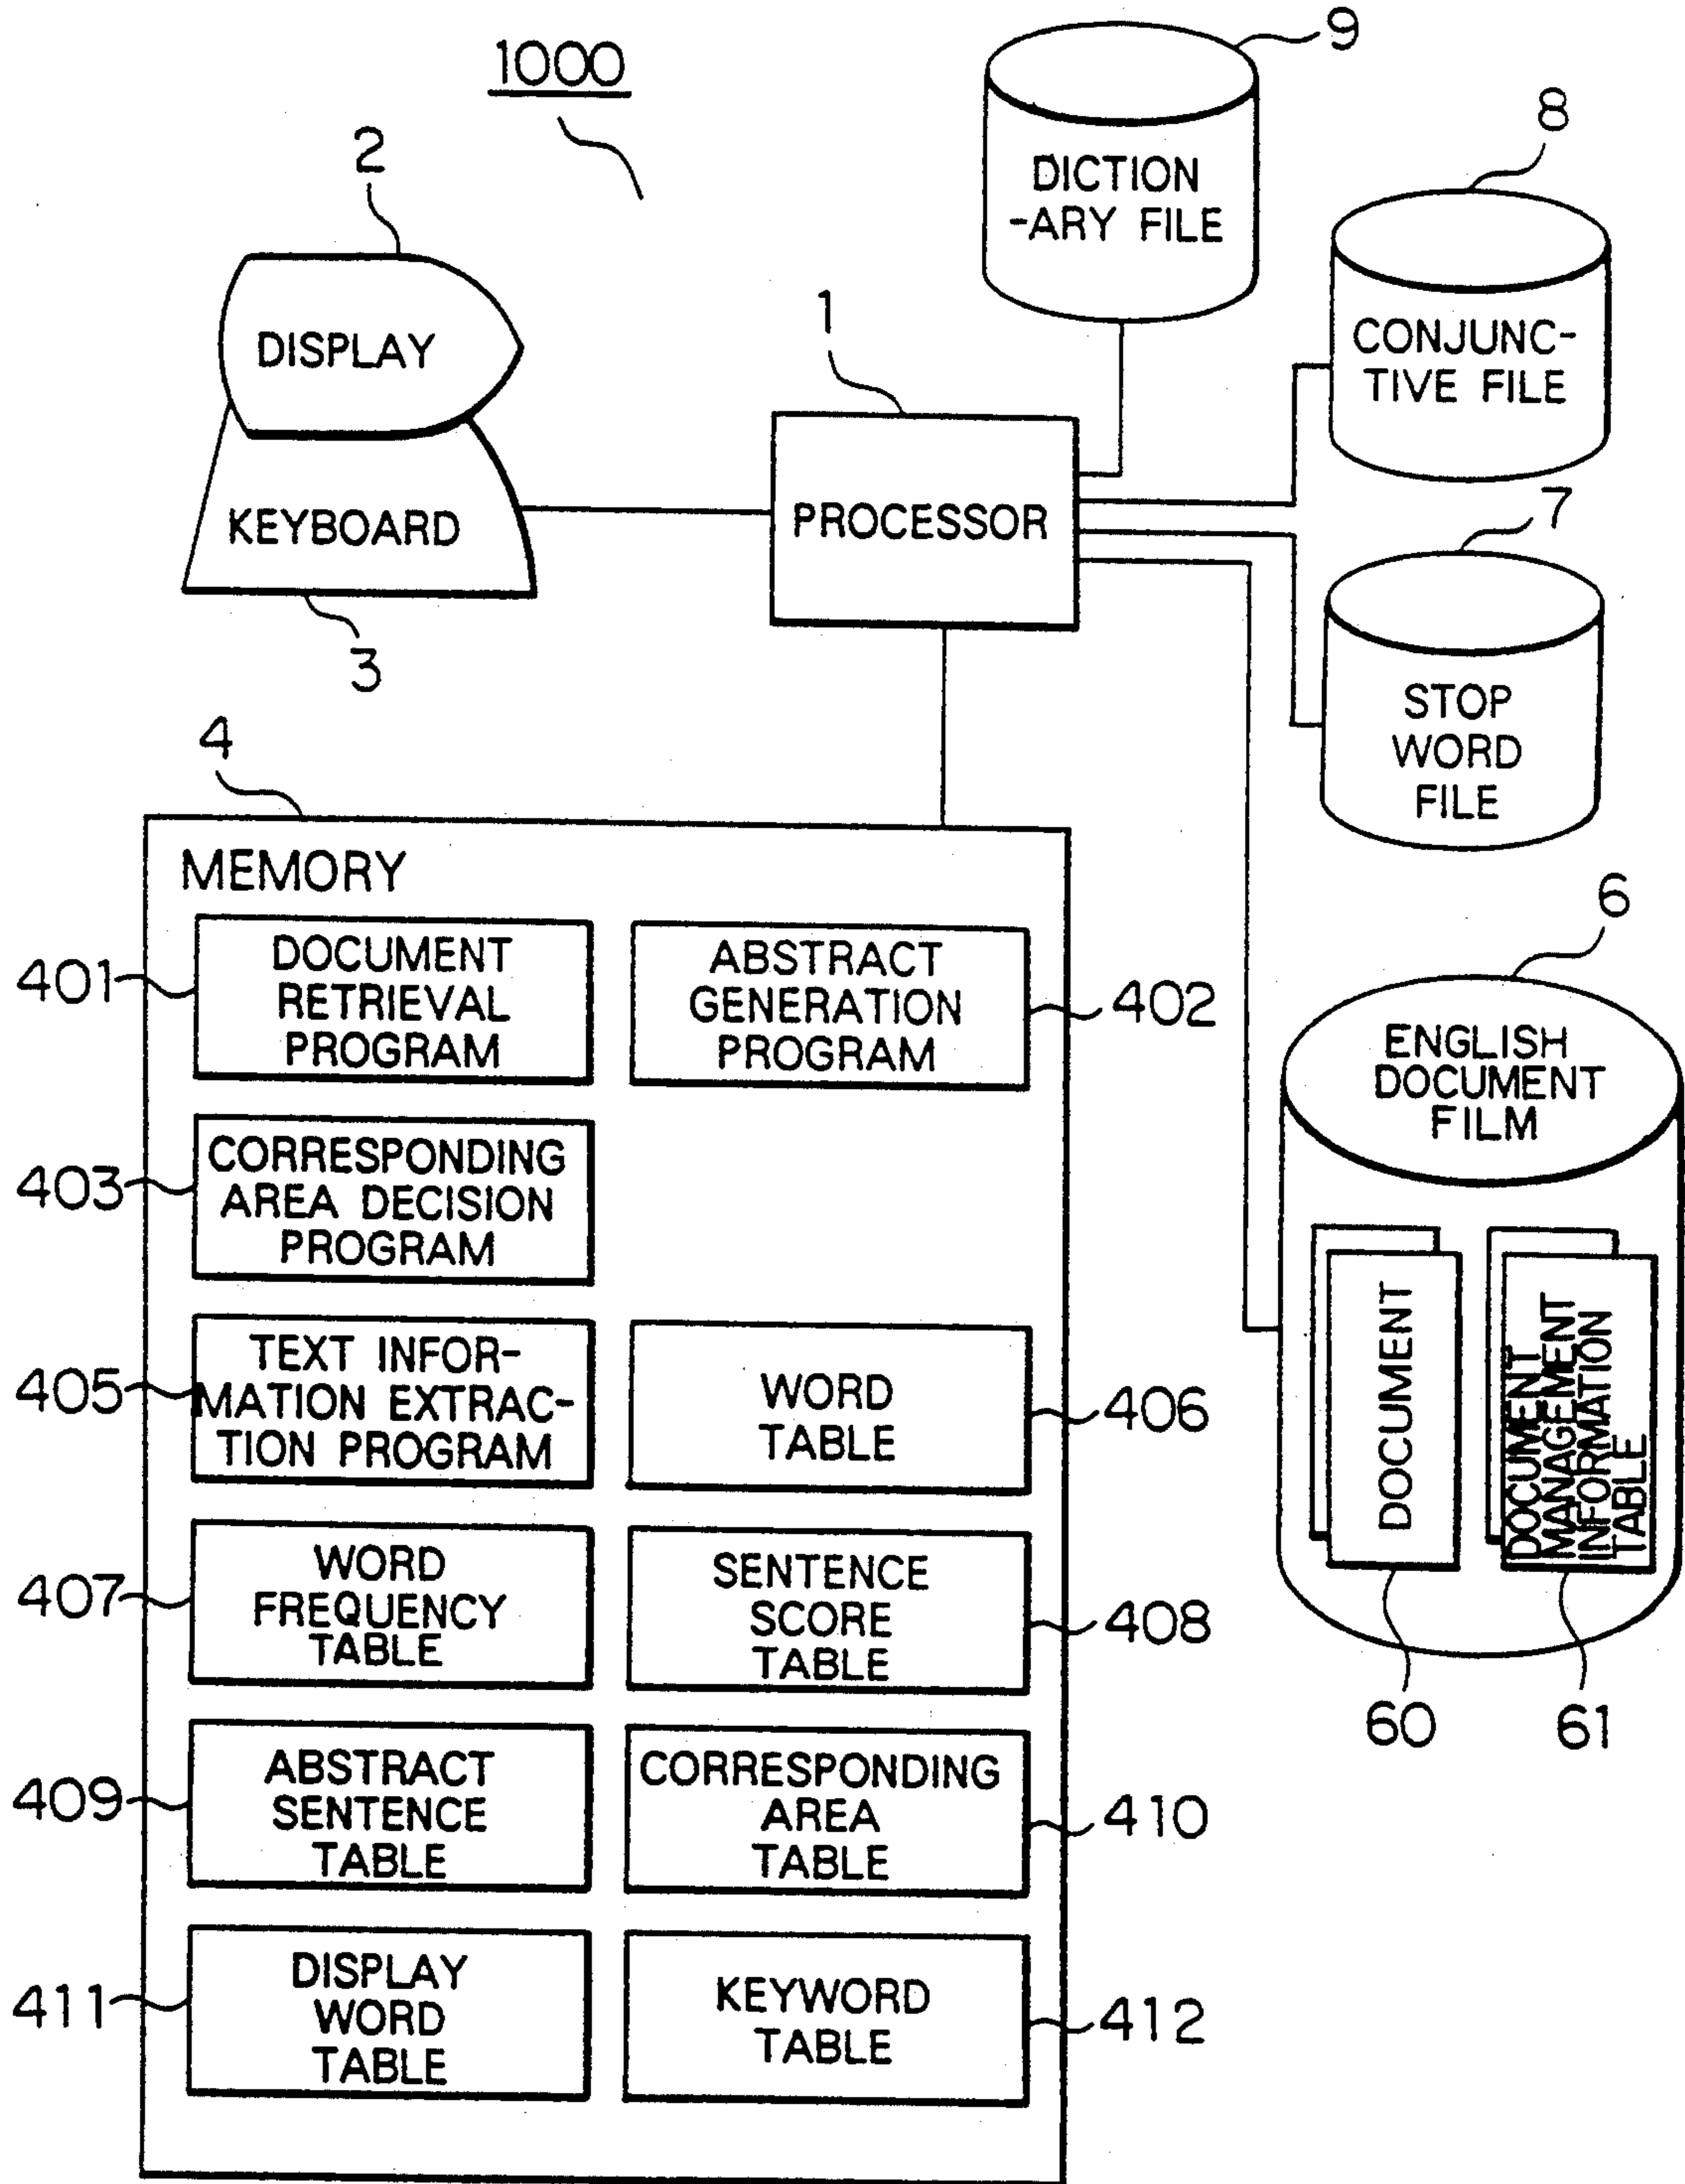 1000
9
DICTION
-ARY FILE
8
CONJUNC-
TIVE FILE
2
DISPLAY
KEYBOARD
3
1
PROCESSOR
7
STOP
WORD
FILE
4
MEMORY
401
DOCUMENT
RETRIEVAL
PROGRAM
ABSTRACT
GENERATION
PROGRAM
402
403
CORRESPONDING
AREA DECISION
PROGRAM
405
TEXT INFOR-
MATION EXTRAC-
TION PROGRAM
WORD
TABLE
406
407
WORD
FREQUENCY
TABLE
SENTENCE
SCORE
TABLE
408
409
ABSTRACT
SENTENCE
TABLE
CORRESPONDING
AREA
TABLE
410
411
DISPLAY
WORD
TABLE
KEYWORD
TABLE
412
6
ENGLISH
DOCUMENT
FILM
DOCUMENT
DOCUMENT
MANAGEMENT
INFORMATION
TABLE
60
61